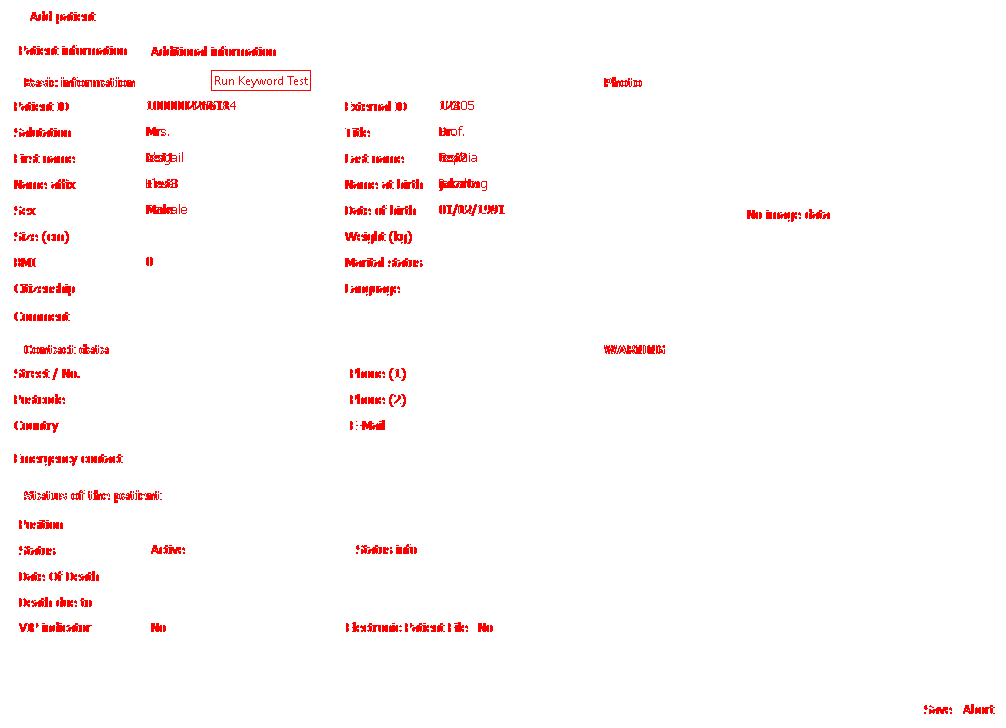 Add patient
Patient information Additional information
Basic information Run Keyword Test Photo
Patient ID External ID
Salutation Title
First name Last name
Name affix Name at birth
Sex Date of birth
No image data
Size (cm) Weight (kg)
BMI 0 Marital status
Citizenship Language
Comment
Contact data WARNING
Street / No. Phone (1)
Postcode Phone (2)
Country E-Mail
Emergency contact
Status of the patient
Position
Status Active Status info
Date Of Death
Death due to
VIP indicator No Electronic Patient File No
Save Abort